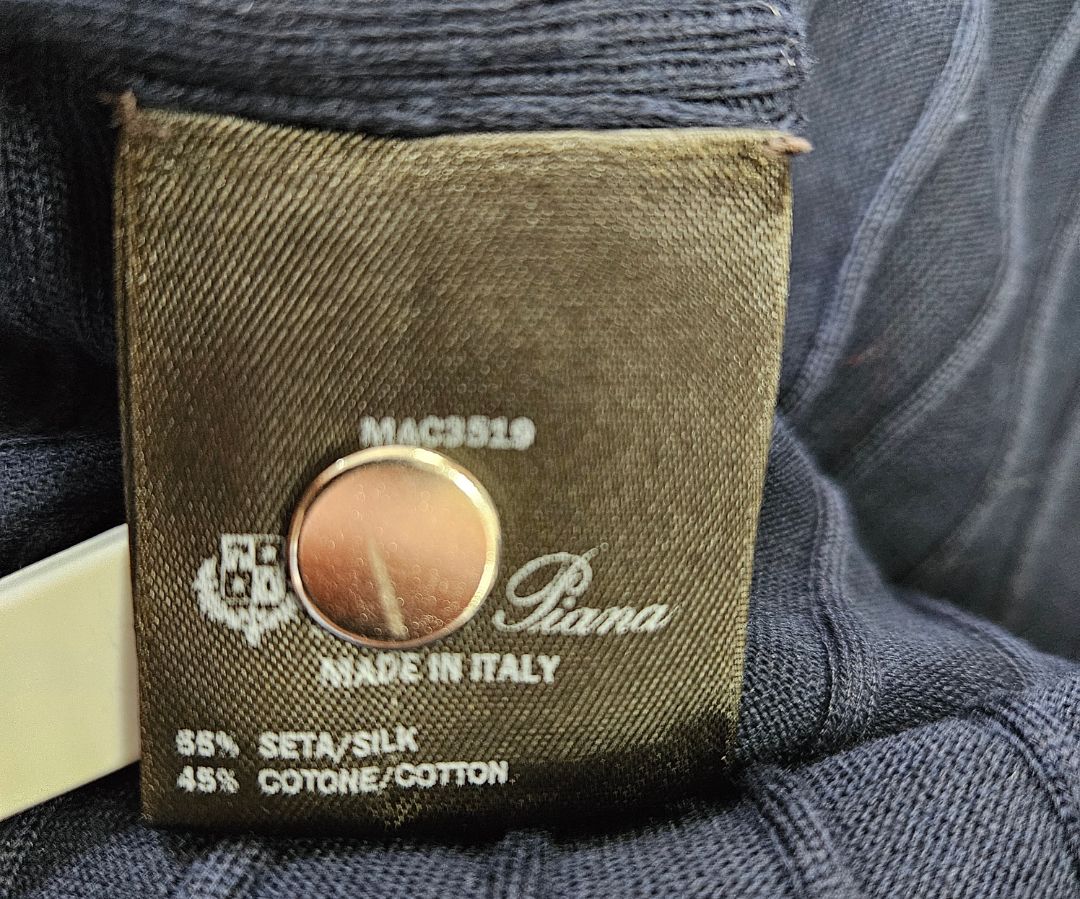 MAC3519
Piana
MADE IN ITALY
55% SETA/SILK
45% COTONE/COTTON